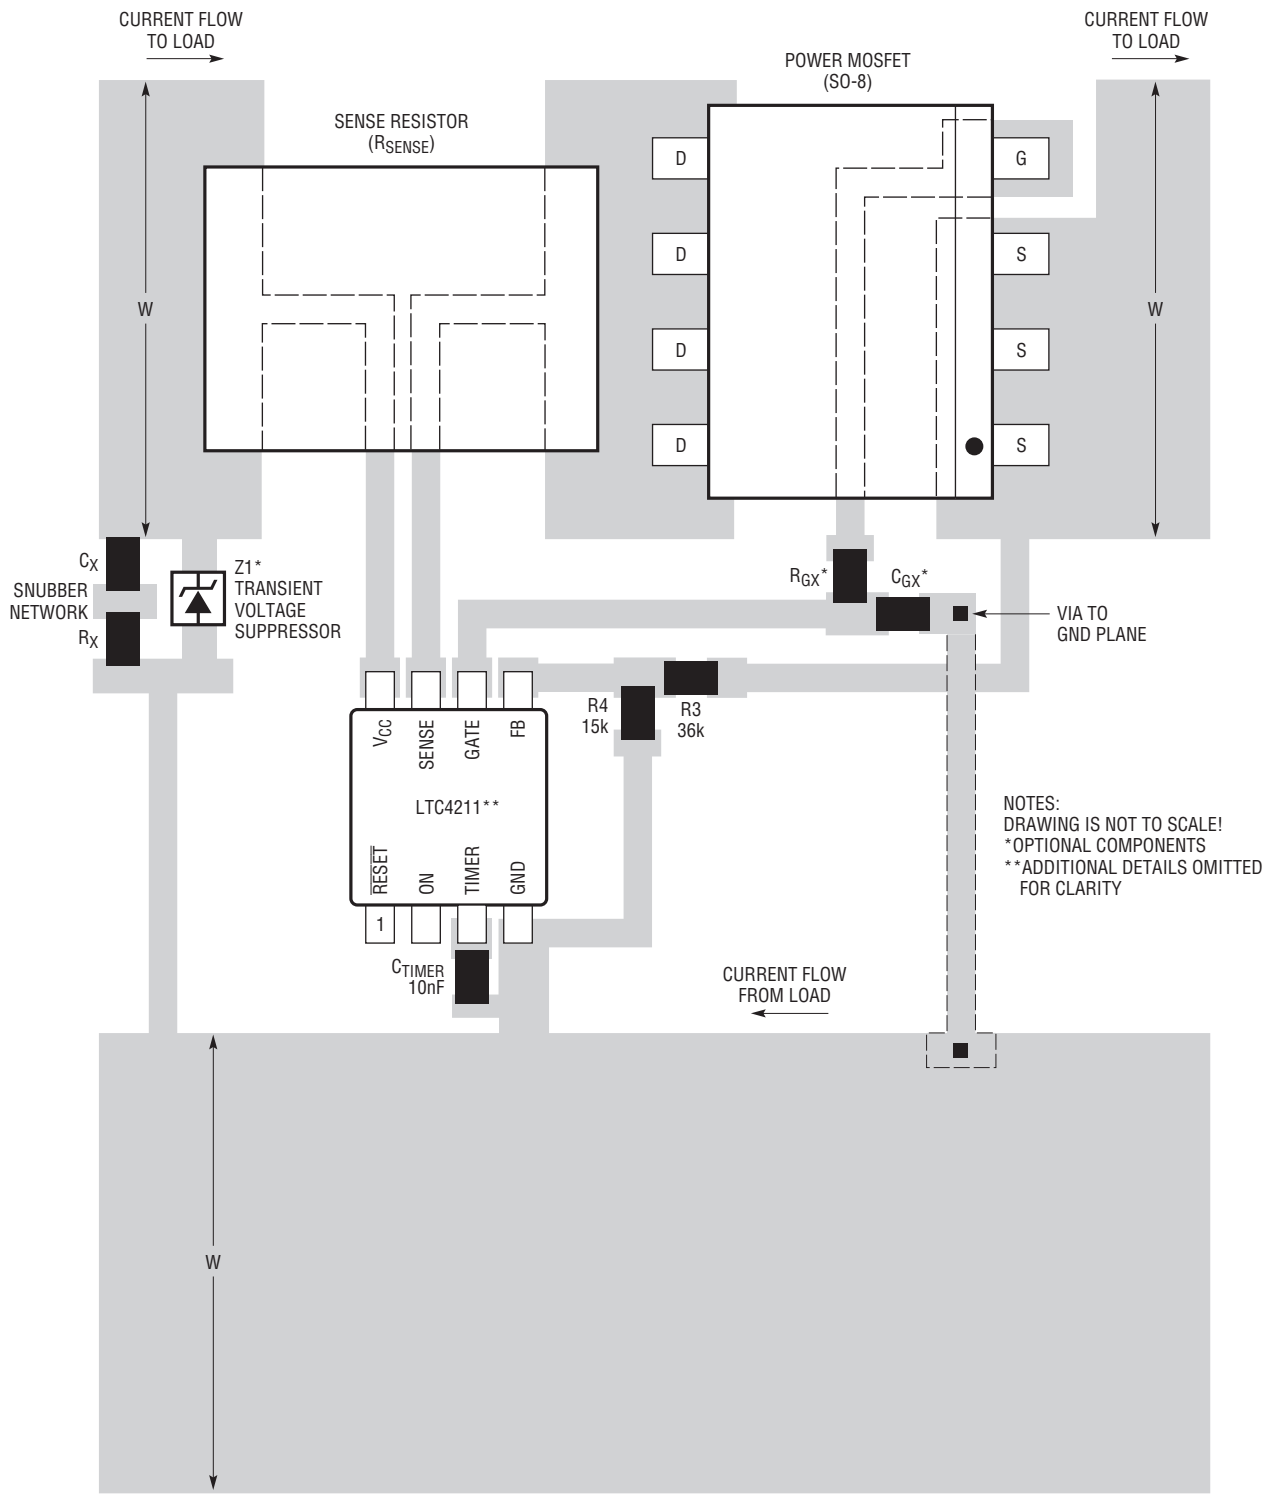 CURRENT FLOW
TO LOAD
CURRENT FLOW
TO LOAD
POWER MOSFET
(SO-8)
SENSE RESISTOR
(RSENSE)
D
G
D
S
W
W
D
S
D
S
CX
SNUBBER
NETWORK
RX
Z1*
TRANSIENT
VOLTAGE
SUPPRESSOR
RGX*
CGX*
VIA TO
GND PLANE
R4
15k
R3
36k
VCC
SENSE
GATE
FB
LTC4211**
RESET
ON
TIMER
GND
1
NOTES:
DRAWING IS NOT TO SCALE!
*OPTIONAL COMPONENTS
**ADDITIONAL DETAILS OMITTED
FOR CLARITY
CTIMER
10nF
CURRENT FLOW
FROM LOAD
W